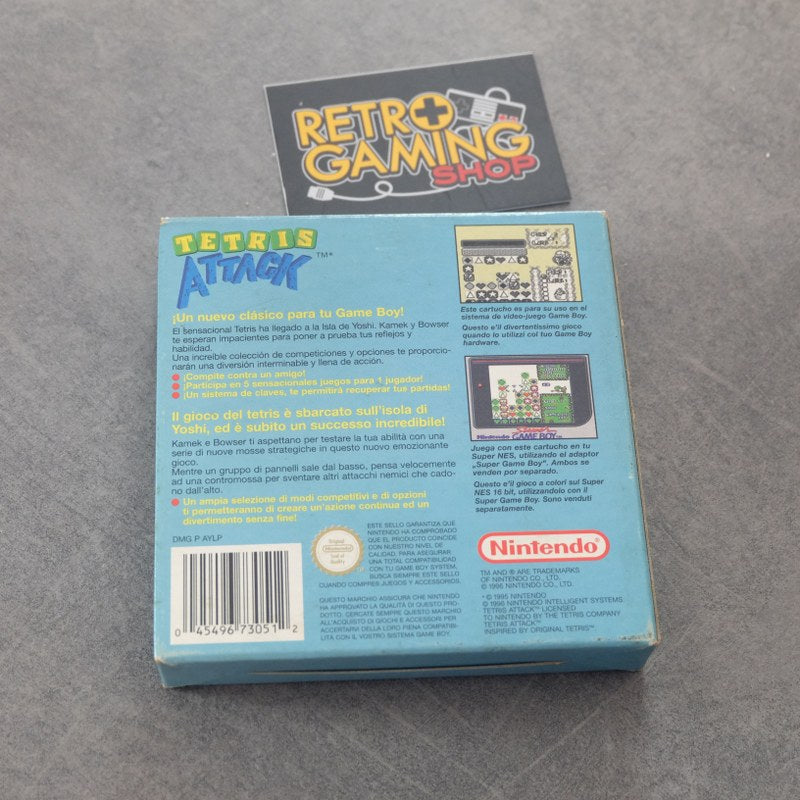 RETRO
GAMING
SHOP
TETRIS
ATTACK™*
¡Un nuevo clásico para tu Game Boy!
El sensacional Tetris ha llegado a la Isla de Yoshi. Kamek y Bowser
te esperan impacientes para poner a prueba tus reflejos y
habilidad.
Una increíble colección de competiciones y opciones te proporcio-
narán una diversión interminable y llena de acción.
¡Compite contra un amigo!
¡Participa en 5 sensacionales juegos para 1 jugador!
¡Un sistema de claves, te permitirá recuperar tus partidas!
Il gioco del tetris è sbarcato sull'isola di
Yoshi, ed è subito un successo incredibile!
Kamek e Bowser ti aspettano per testare la tua abilità con una
serie di nuove mosse strategiche in questo nuovo emozionante
gioco.
Mentre un gruppo di pannelli sale dal basso, pensa velocemente
ad una contromossa per sventare altri attacchi nemici che cado-
no dall'alto.
Un ampia selezione di modi competitivi e di opzioni
ti permetteranno di creare un'azione continua ed un
divertimento senza fine!
DMG P AYLP
0 45496 73051 2
Original
Nintendo
Seal of
Quality
ESTE SELLO GARANTIZA QUE
NINTENDO HA COMPROBADO
QUE EL PRODUCTO COINCIDE
CON NUESTRO NIVEL DE
CALIDAD. PARA ASEGURAR
UNA TOTAL COMPATIBILIDAD
CON TU GAME BOY SYSTEM,
BUSCA SIEMPRE ESTE SELLO
CUANDO COMPRES JUEGOS Y ACCESORIOS.
QUESTO MARCHIO ASSICURA CHE NINTENDO
HA APPROVATO LA QUALITÀ DI QUESTO PRO-
DOTTO: CERCATE SEMPRE QUESTO MARCHIO
ALL'ACQUISTO DI GIOCHI E ACCESSORI PER
ACCERTARVI DELLA LORO PIENA COMPATIBI-
LITÀ CON IL VOSTRO SISTEMA GAME BOY.
Este cartucho es para su uso en el
sistema de video-juego Game Boy.
Questo e'il divertentissimo gioco
quando lo utilizzi col tuo Game Boy
hardware.
Super
Nintendo GAME BOY™
Juega con este cartucho en tu
Super NES, utilizando el adaptor
„Super Game Boy“. Ambos se
venden por separado.
Questo e'il gioco a colori sul Super
NES 16 bit, utilizzandolo con il
Super Game Boy. Sono venduti
separatamente.
Nintendo®
TM AND ® ARE TRADEMARKS
OF NINTENDO CO., LTD.
© 1996 NINTENDO CO., LTD.
* © 1995 NINTENDO
© 1996 NINTENDO INTELLIGENT SYSTEMS
TETRIS ATTACK™ LICENSED
TO NINTENDO BY THE TETRIS COMPANY
TETRIS ATTACK™
INSPIRED BY ORIGINAL TETRIS™